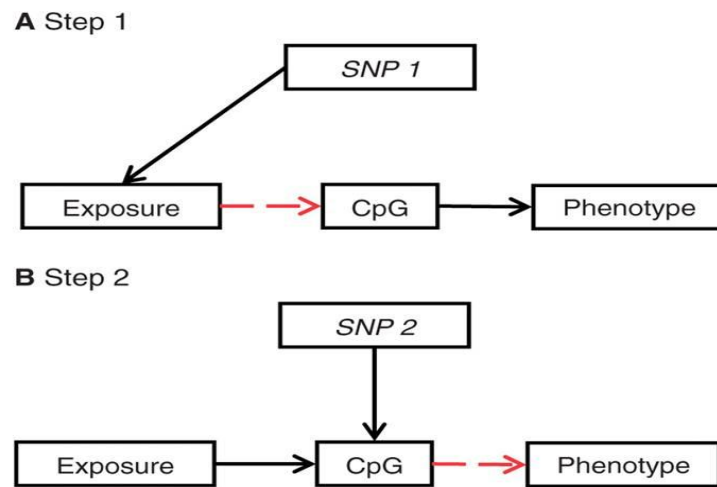 A Step 1
SNP 1
Exposure CpG Phenotype
B Step 2
SNP 2
Exposure CpG Phenotype